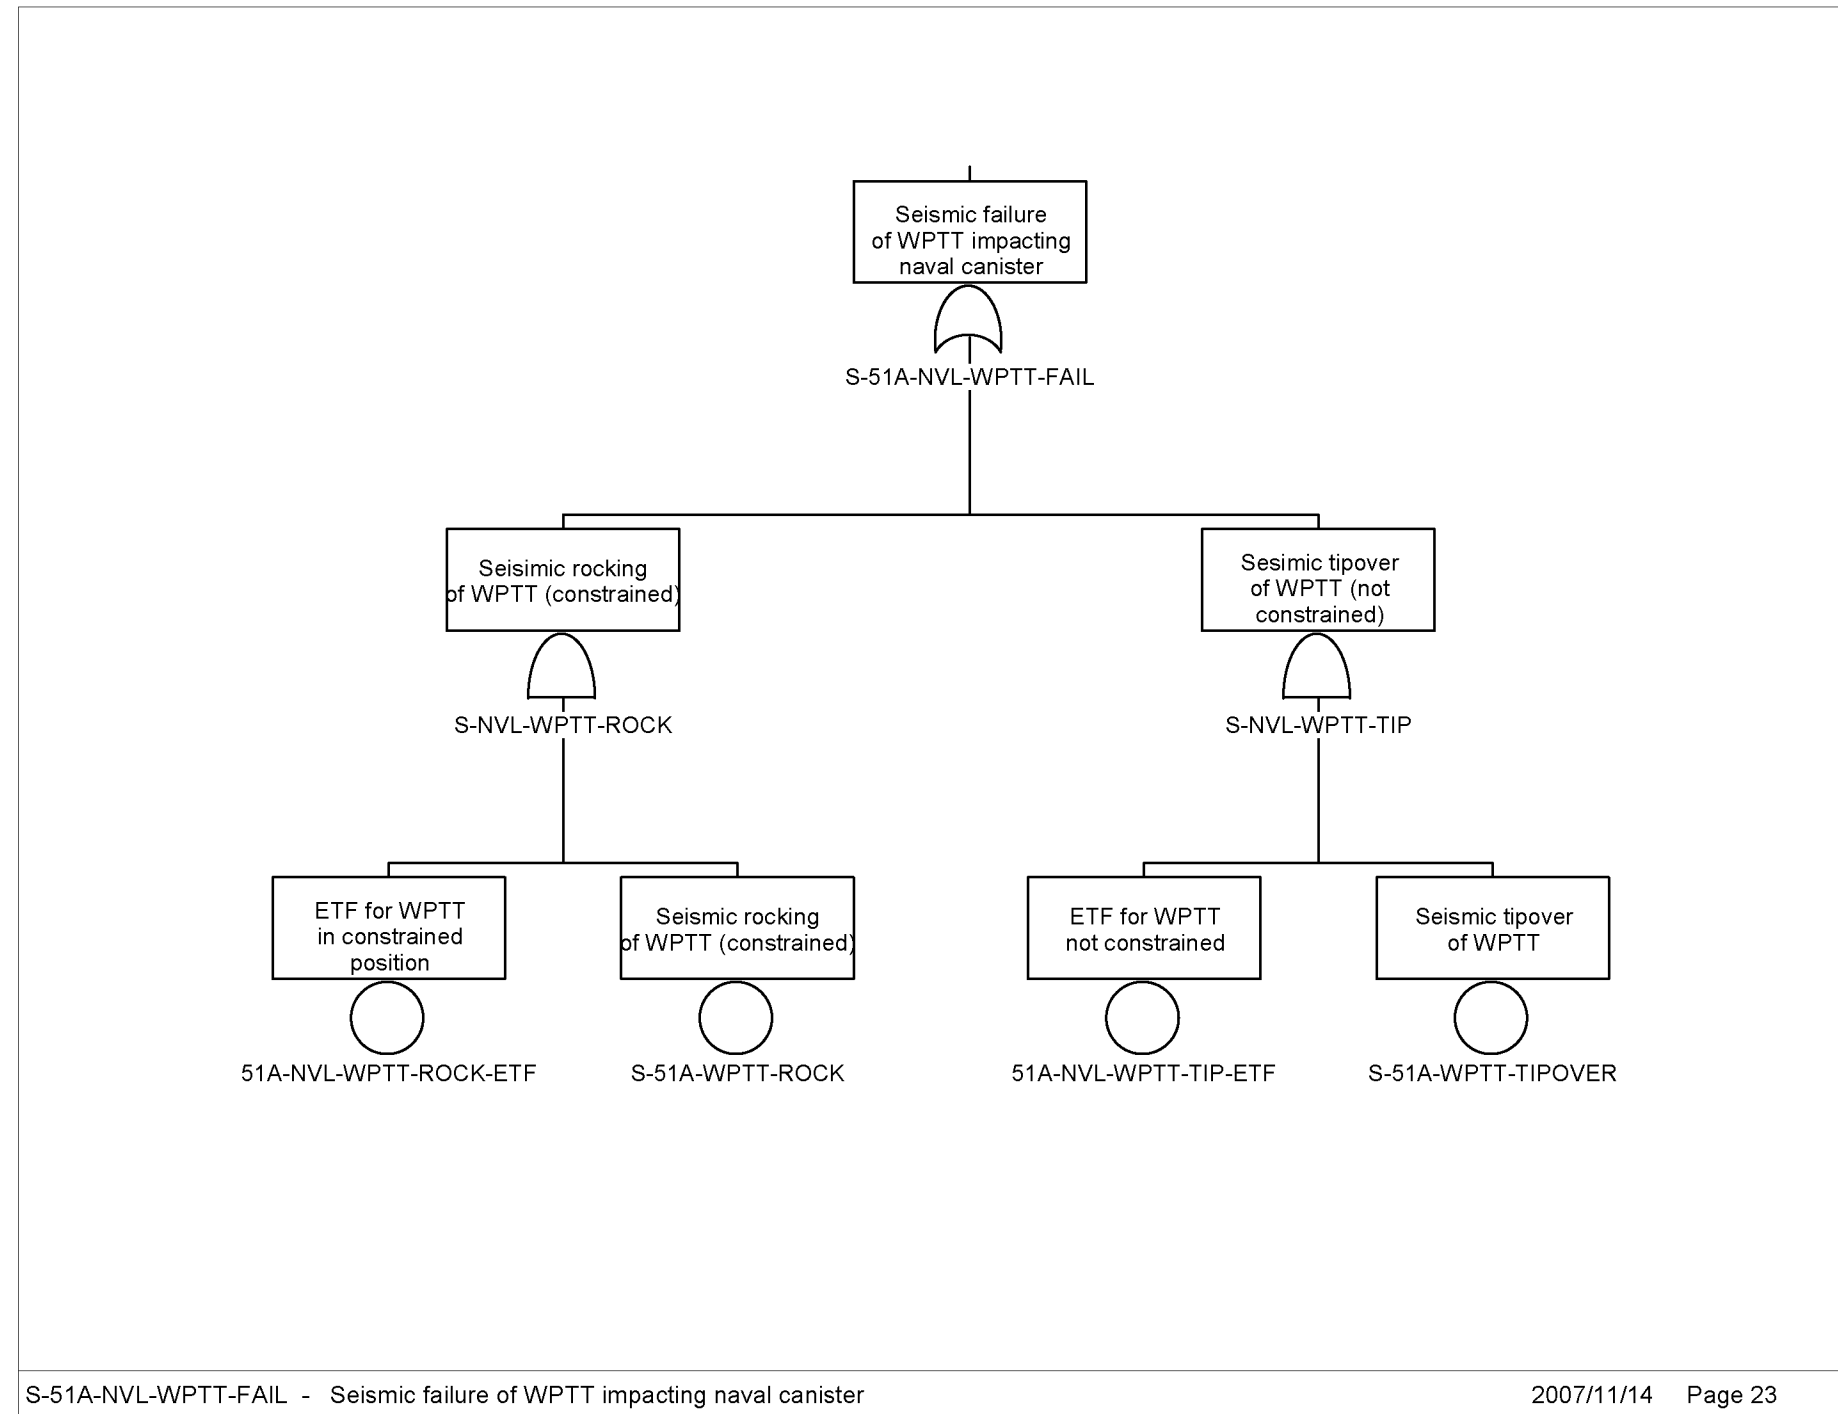 Seismic failure
of WPTT impacting
naval canister
S-51A-NVL-WPTT-FAIL
Seisimic rocking
of WPTT (constrained)
S-NVL-WPTT-ROCK
Sesimic tipover
of WPTT (not
constrained)
S-NVL-WPTT-TIP
ETF for WPTT
in constrained
position
51A-NVL-WPTT-ROCK-ETF
Seismic rocking
of WPTT (constrained)
S-51A-WPTT-ROCK
ETF for WPTT
not constrained
51A-NVL-WPTT-TIP-ETF
Seismic tipover
of WPTT
S-51A-WPTT-TIPOVER
S-51A-NVL-WPTT-FAIL - Seismic failure of WPTT impacting naval canister
2007/11/14 Page 23